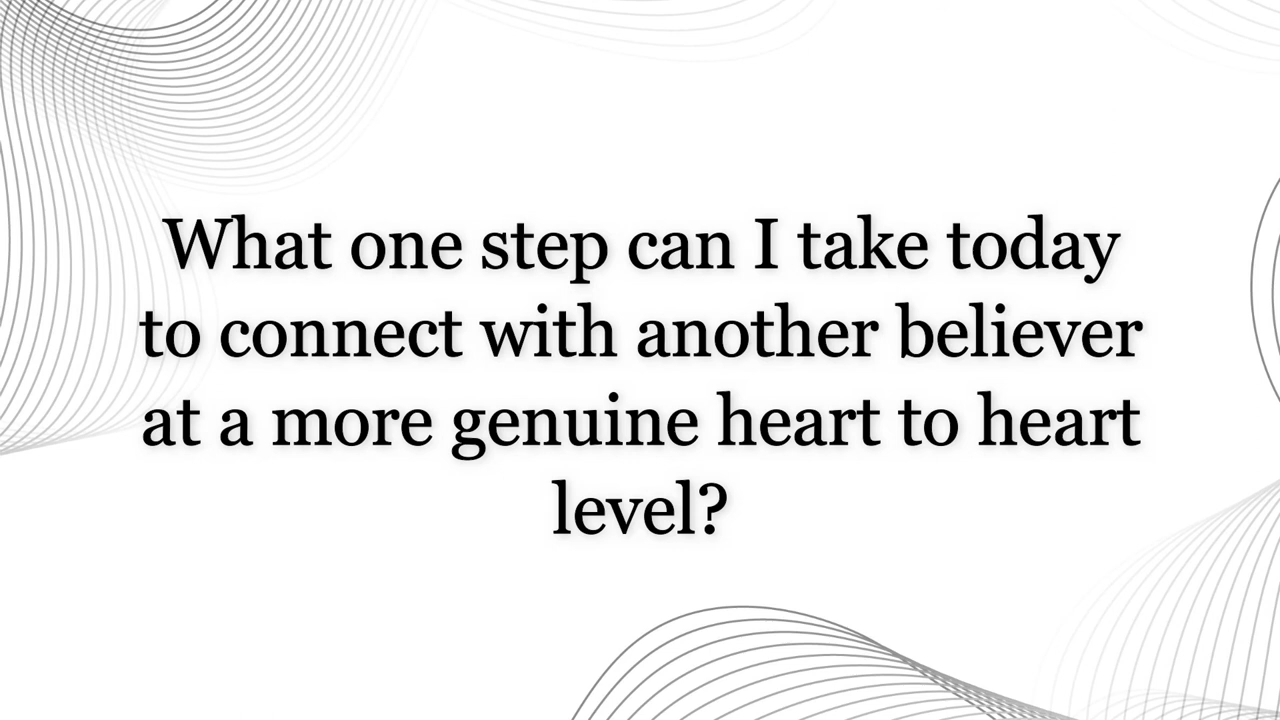 What one step can I take today
to connect with another believer
at a more genuine heart to heart
level?